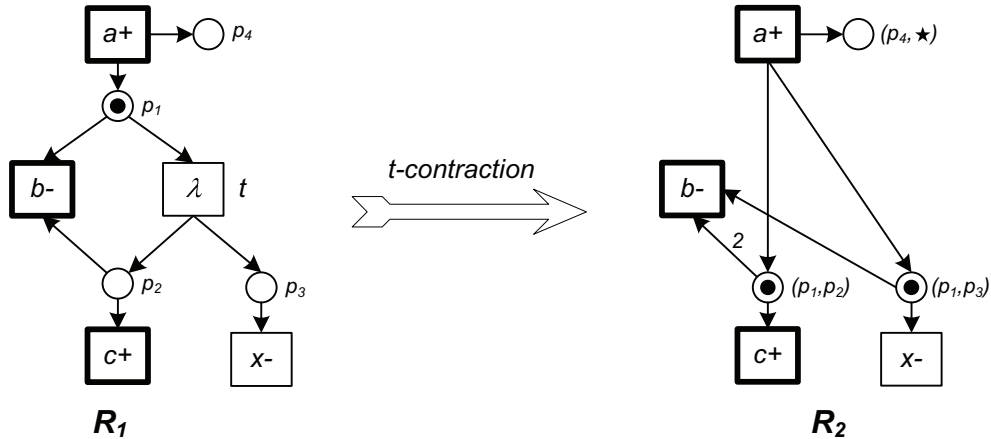 a+
p4
p1
b-
λ
t
p2
p3
c+
x-
R1
t-contraction
a+
(p4,★)
b-
2
(p1,p2)
(p1,p3)
c+
x-
R2